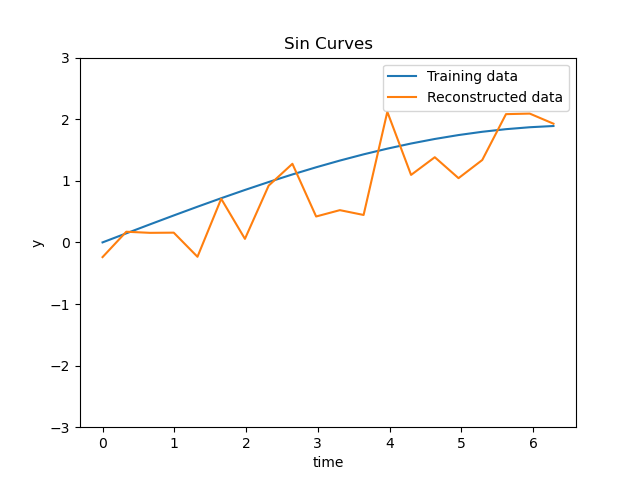 Sin Curves
Training data
Reconstructed data
3
2
1
0
−1
−2
−3
y
0 1 2 3 4 5 6
time